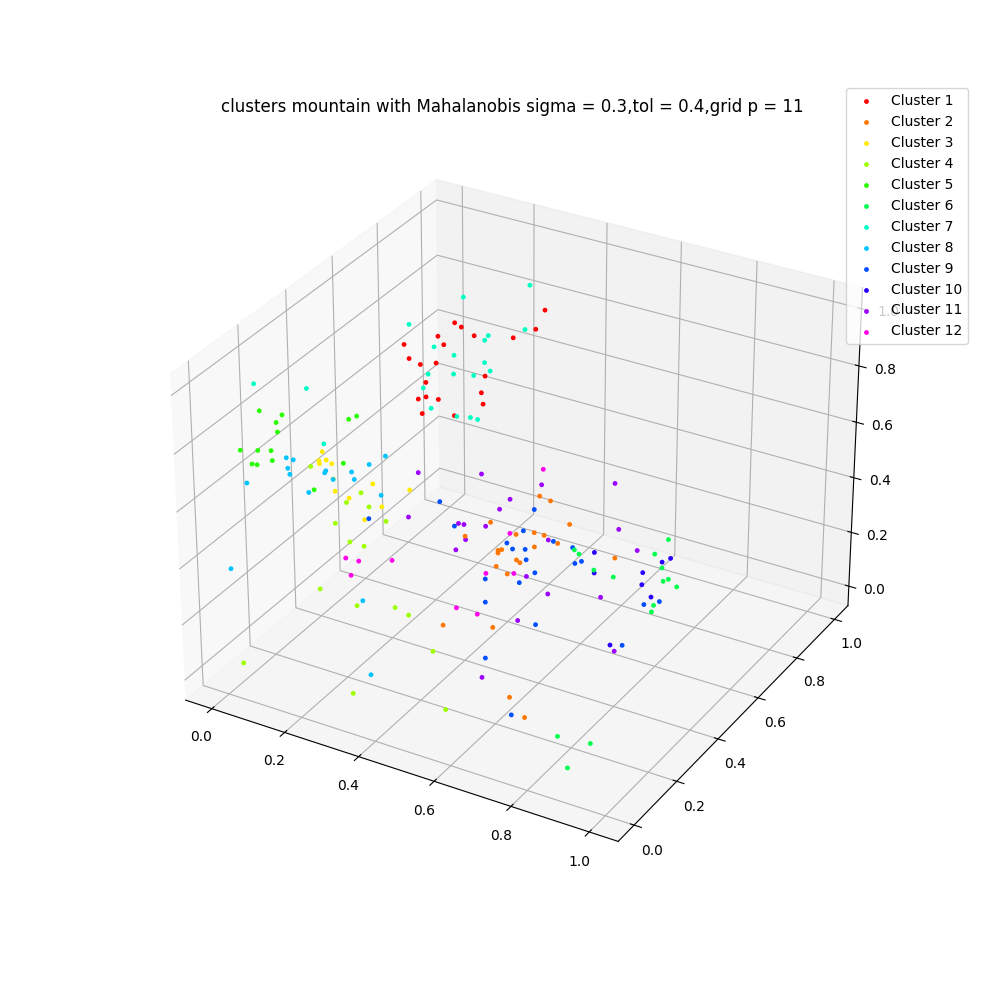 clusters mountain with Mahalanobis sigma = 0.3,tol = 0.4,grid p = 11
Cluster 1
Cluster 2
Cluster 3
Cluster 4
Cluster 5
Cluster 6
Cluster 7
Cluster 8
Cluster 9
Cluster 10
Cluster 11
Cluster 12
0.8
0.6
0.4
0.2
0.0
1.0
0.8
0.6
0.4
0.2
0.0
0.0
0.2
0.4
0.6
0.8
1.0